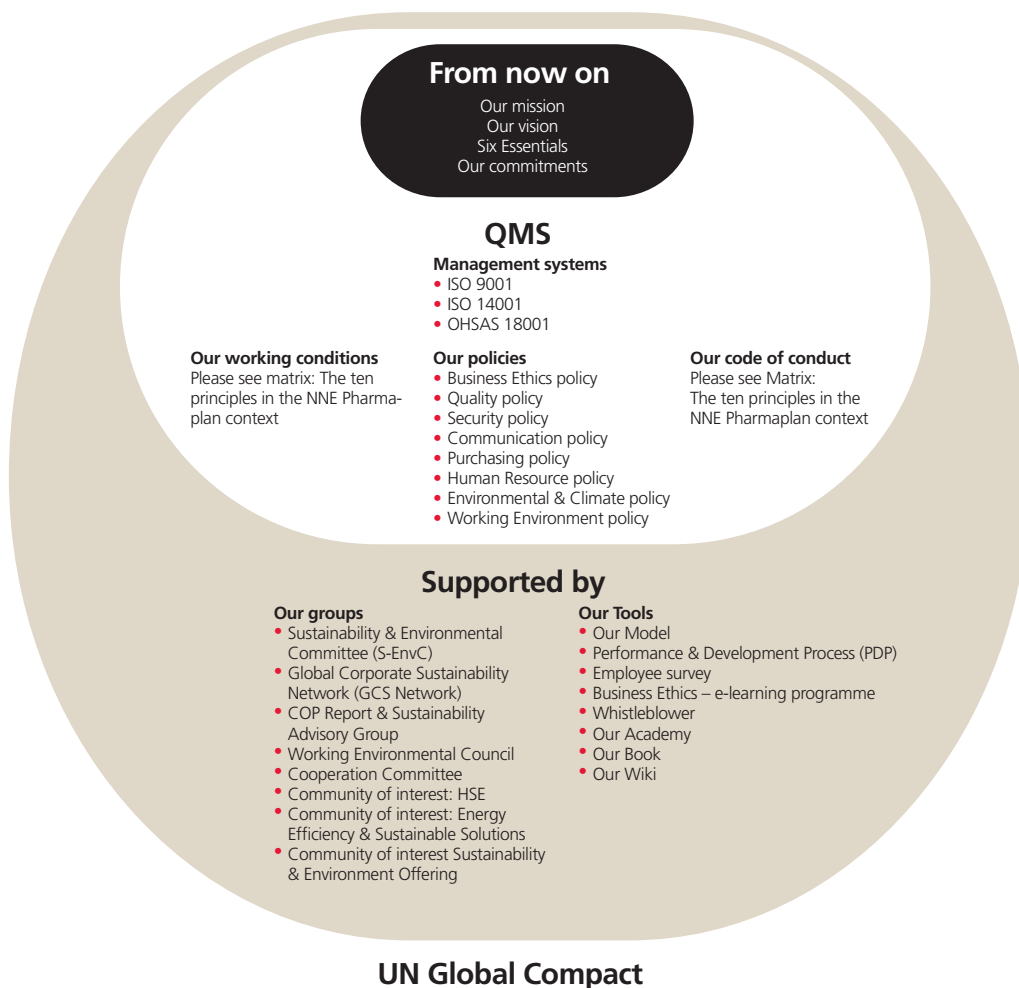 From now on
Our mission
Our vision
Six Essentials
Our commitments
QMS
Management systems
• ISO 9001
• ISO 14001
• OHSAS 18001
Our working conditions
Please see matrix: The ten
principles in the NNE Pharma-
plan context
Our policies
• Business Ethics policy
• Quality policy
• Security policy
• Communication policy
• Purchasing policy
• Human Resource policy
• Environmental & Climate policy
• Working Environment policy
Our code of conduct
Please see Matrix:
The ten principles in the
NNE Pharmaplan context
Supported by
Our groups
• Sustainability & Environmental
Committee (S-EnvC)
• Global Corporate Sustainability
Network (GCS Network)
• COP Report & Sustainability
Advisory Group
• Working Environmental Council
• Cooperation Committee
• Community of interest: HSE
• Community of interest: Energy
Efficiency & Sustainable Solutions
• Community of interest Sustainability
& Environment Offering
Our Tools
• Our Model
• Performance & Development Process (PDP)
• Employee survey
• Business Ethics – e-learning programme
• Whistleblower
• Our Academy
• Our Book
• Our Wiki
UN Global Compact